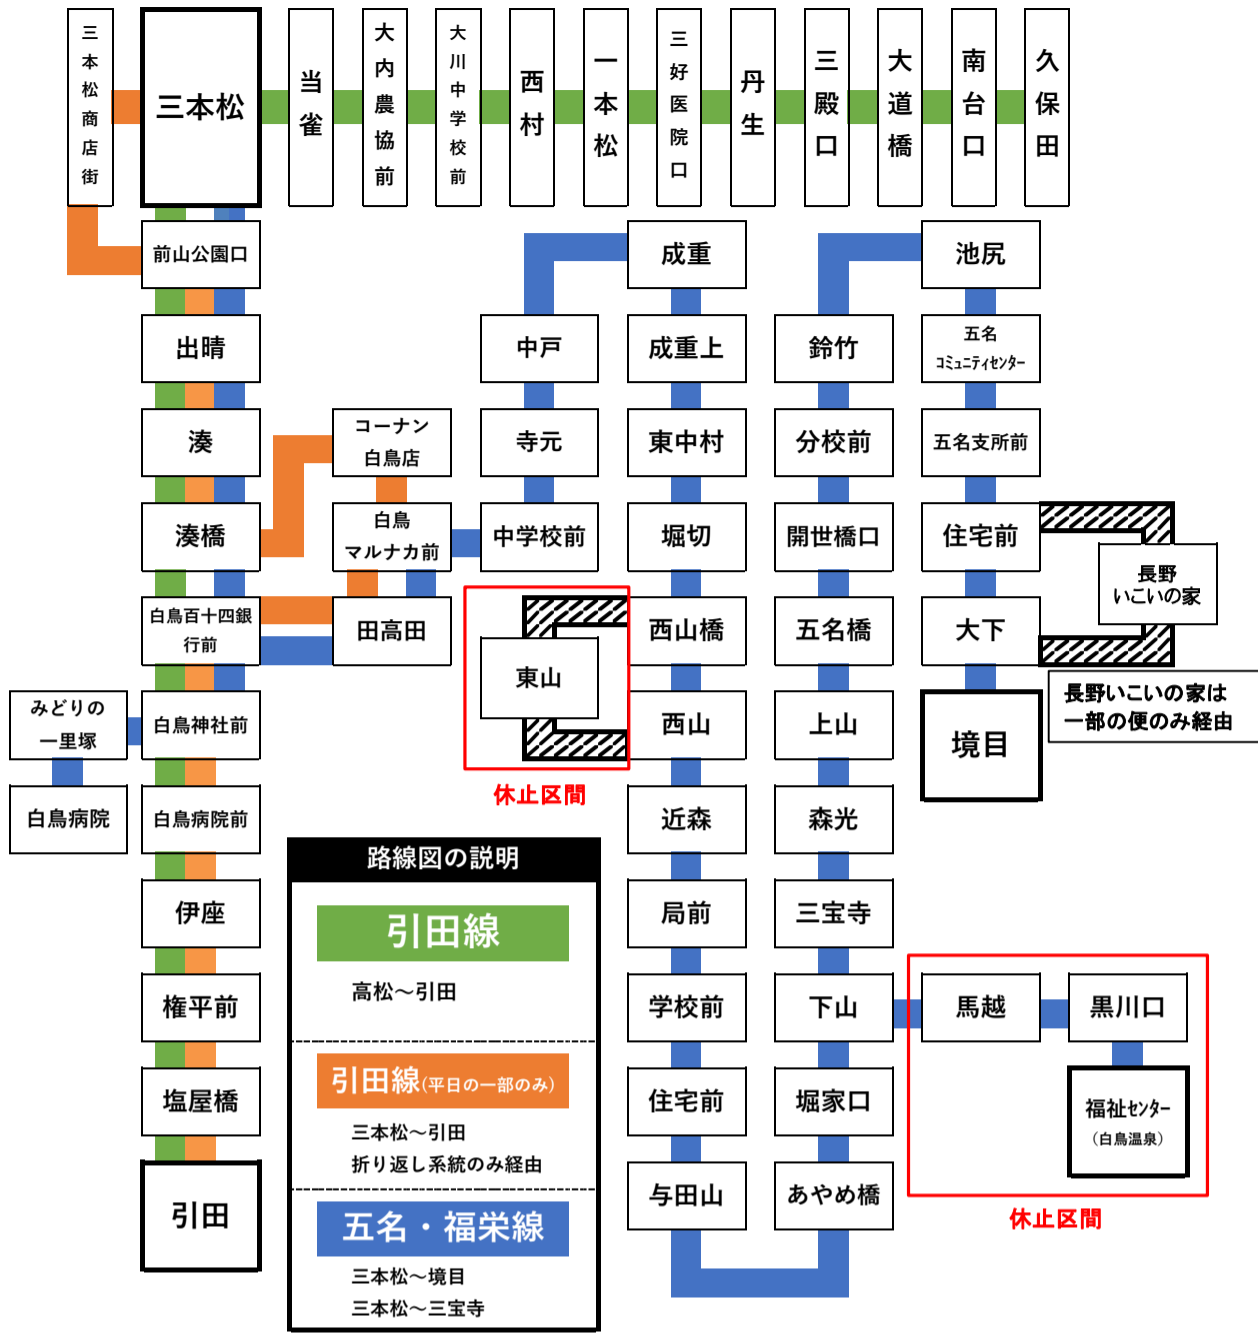 三本松商店街
三本松
当雀
大内農協前
大川中学校前
西村
一本松
三好医院口
丹生
三殿口
大道橋
南台口
久保田
前山公園口
出晴
湊
湊橋
白鳥百十四銀
行前
白鳥神社前
みどりの
一里塚
白鳥病院
白鳥病院前
伊座
権平前
塩屋橋
引田
コーナン
白鳥店
白鳥
マルナカ前
田高田
中学校前
寺元
中戸
成重
成重上
東中村
堀切
西山橋
東山
休止区間
西山
近森
局前
学校前
住宅前
与田山
あやめ橋
堀家口
下山
馬越
黒川口
福祉センター
(白鳥温泉)
休止区間
三宝寺
森光
上山
五名橋
開世橋口
分校前
鈴竹
池尻
五名
コミュニティセンター
五名支所前
住宅前
長野
いこいの家
大下
境目
長野いこいの家は
一部の便のみ経由
路線図の説明
引田線
高松～引田
引田線(平日の一部のみ)
三本松～引田
折り返し系統のみ経由
五名・福栄線
三本松～境目
三本松～三宝寺